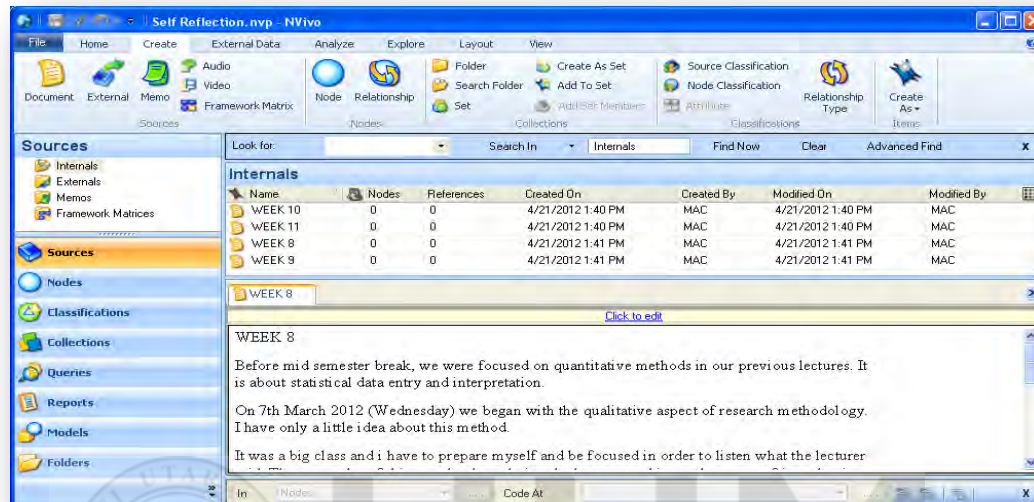 Self Reflection.nvp - NVivo
File Home Create External Data Analyze Explore Layout View
Document External Memo Audio Video Framework Matrix Node Relationship Folder Search Folder Set Create As Set Add To Set Add Set Members Source Classification Node Classification Attribute Relationship Type Create As
Sources Nodes Collections Classifications Items
Sources
Internals
Externals
Memos
Framework Matrices
Sources
Nodes
Classifications
Collections
Queries
Reports
Models
Folders
Look for: Search In Internals Find Now Clear Advanced Find x
Internals
Name Nodes References Created On Created By Modified On Modified By
WEEK 10 0 0 4/21/2012 1:40 PM MAC 4/21/2012 1:40 PM MAC
WEEK 11 0 0 4/21/2012 1:40 PM MAC 4/21/2012 1:40 PM MAC
WEEK 8 0 0 4/21/2012 1:41 PM MAC 4/21/2012 1:41 PM MAC
WEEK 9 0 0 4/21/2012 1:41 PM MAC 4/21/2012 1:41 PM MAC
WEEK 8
Click to edit
WEEK 8
Before mid semester break, we were focused on quantitative methods in our previous lectures. It
is about statistical data entry and interpretation.
On 7th March 2012 (Wednesday) we began with the qualitative aspect of research methodology.
I have only a little idea about this method.
It was a big class and i have to prepare myself and be focused in order to listen what the lecturer
In Nodes Code At x